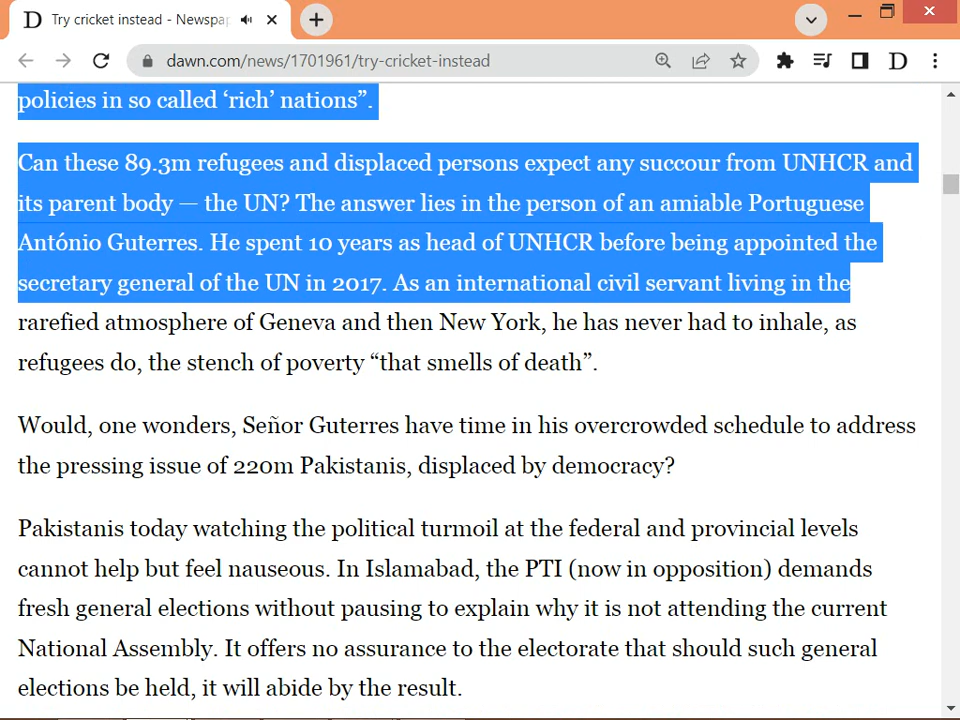 Try cricket instead - Newspap
dawn.com/news/1701961/try-cricket-instead
policies in so called ‘rich’ nations”.
Can these 89.3m refugees and displaced persons expect any succour from UNHCR and
its parent body — the UN? The answer lies in the person of an amiable Portuguese
António Guterres. He spent 10 years as head of UNHCR before being appointed the
secretary general of the UN in 2017. As an international civil servant living in the
rarefied atmosphere of Geneva and then New York, he has never had to inhale, as
refugees do, the stench of poverty “that smells of death”.
Would, one wonders, Señor Guterres have time in his overcrowded schedule to address
the pressing issue of 220m Pakistanis, displaced by democracy?
Pakistanis today watching the political turmoil at the federal and provincial levels
cannot help but feel nauseous. In Islamabad, the PTI (now in opposition) demands
fresh general elections without pausing to explain why it is not attending the current
National Assembly. It offers no assurance to the electorate that should such general
elections be held, it will abide by the result.